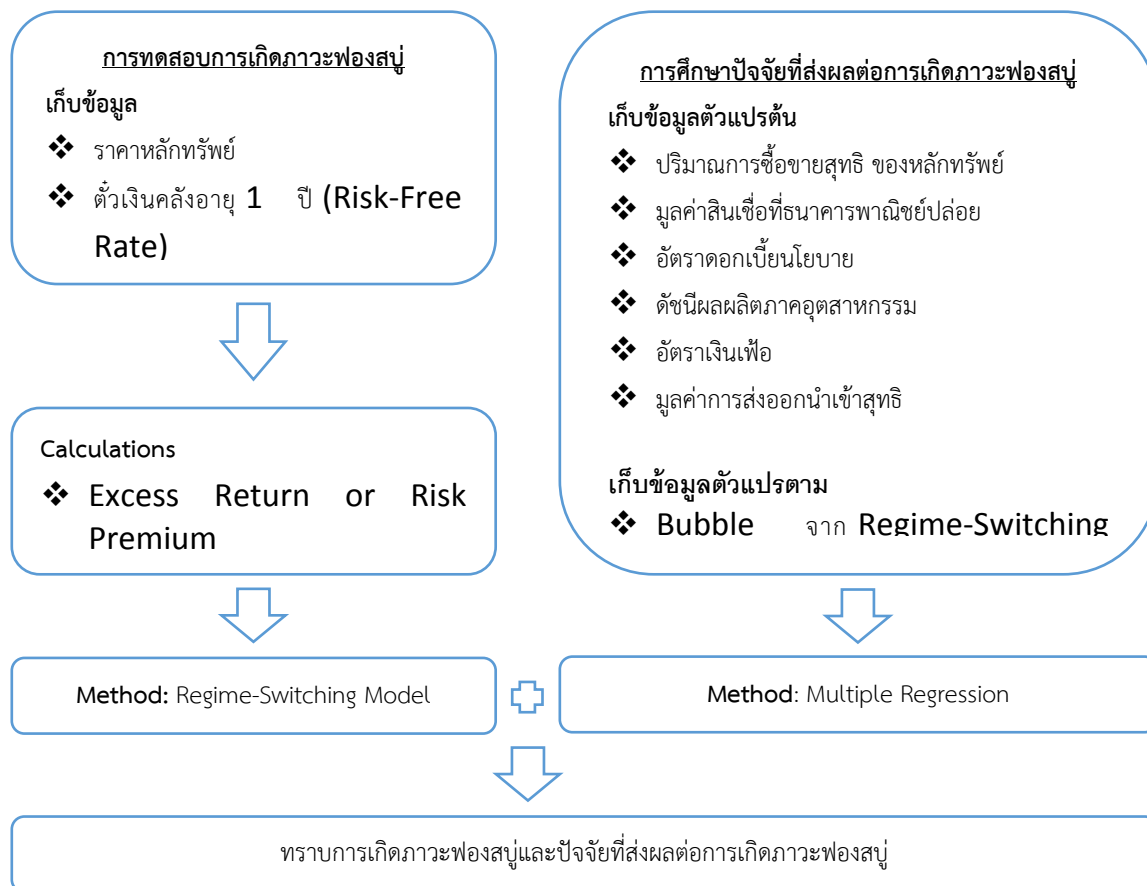 การทดสอบการเกิดภาวะฟองสบู่
เก็บข้อมูล
❖ ราคาหลักทรัพย์
❖ ตั๋วเงินคลังอายุ 1 ปี (Risk-Free
Rate)
Calculations
❖ Excess Return or Risk
Premium
Method: Regime-Switching Model
การศึกษาปัจจัยที่ส่งผลต่อการเกิดภาวะฟองสบู่
เก็บข้อมูลตัวแปรต้น
❖ ปริมาณการซื้อขายสุทธิ ของหลักทรัพย์
❖ มูลค่าสินเชื่อที่ธนาคารพาณิชย์ปล่อย
❖ อัตราดอกเบี้ยนโยบาย
❖ ดัชนีผลผลิตภาคอุตสาหกรรม
❖ อัตราเงินเฟ้อ
❖ มูลค่าการส่งออกนำเข้าสุทธิ
เก็บข้อมูลตัวแปรตาม
❖ Bubble จาก Regime-Switching
Method: Multiple Regression
ทราบการเกิดภาวะฟองสบู่และปัจจัยที่ส่งผลต่อการเกิดภาวะฟองสบู่